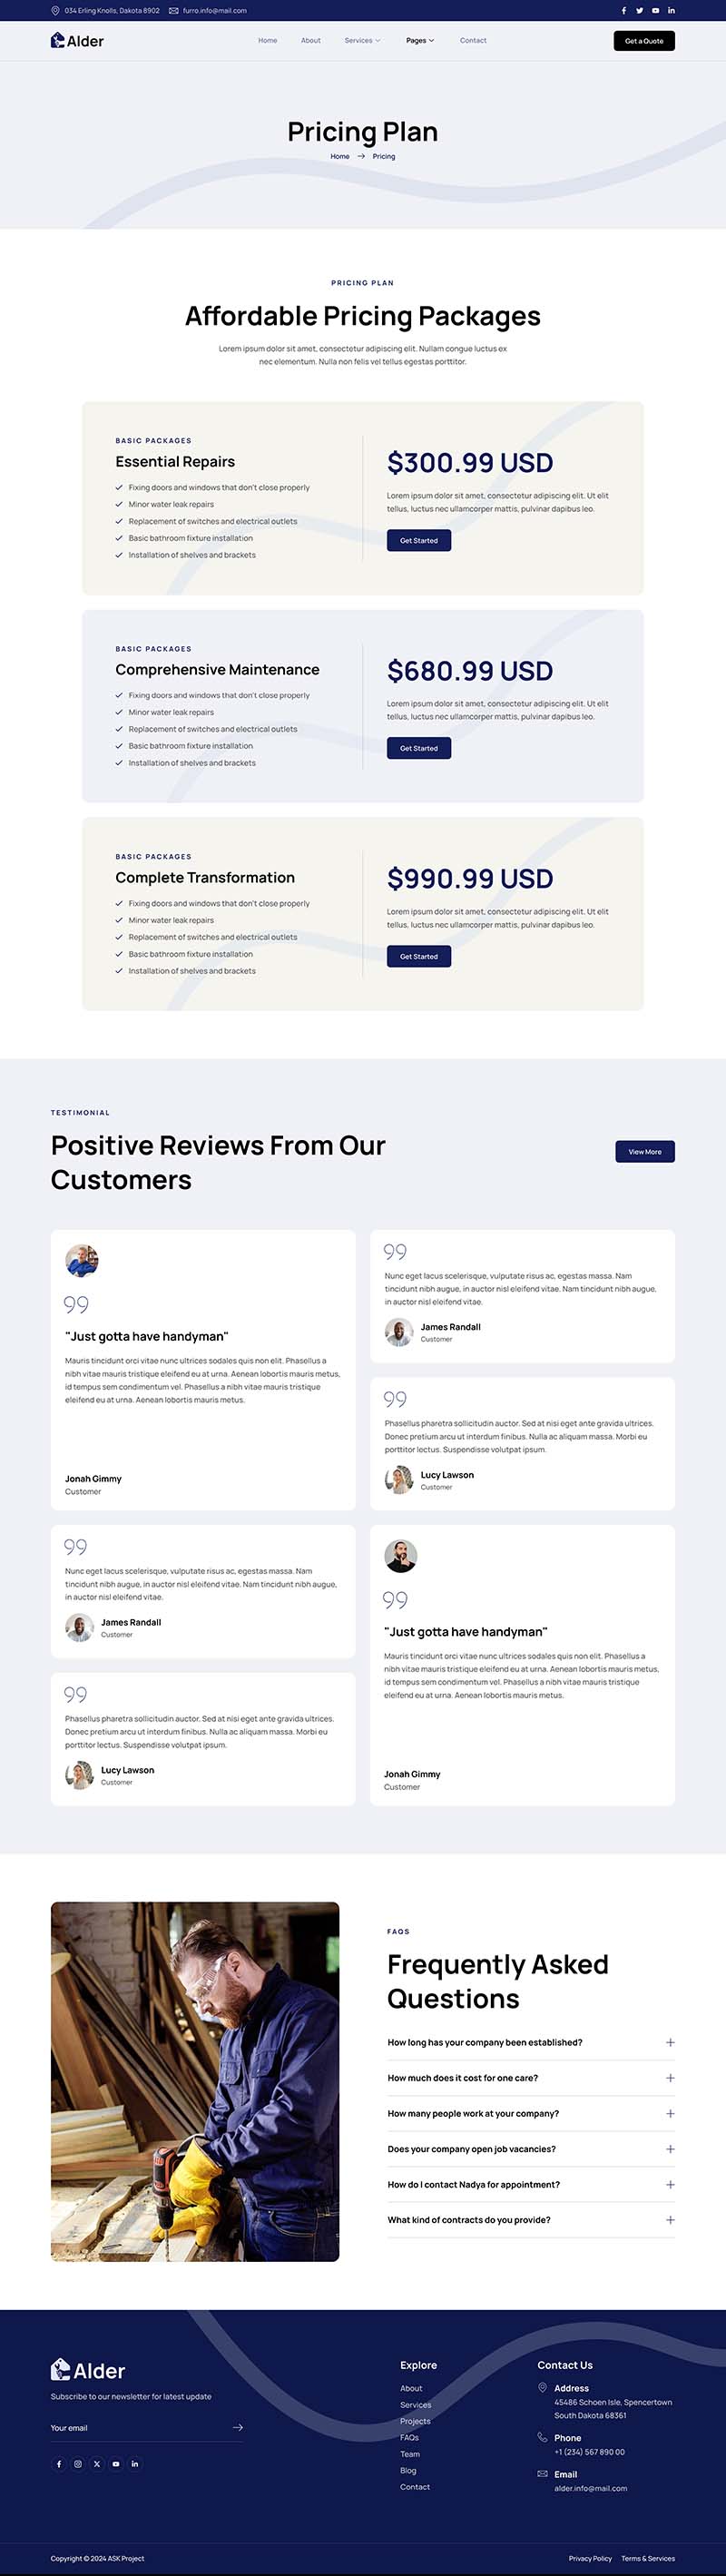 034 Erling Knolls, Dakota 8902 furro.info@mail.com
Alder Home About Services Pages Contact Get a Quote
Pricing Plan
Home → Pricing
PRICING PLAN
Affordable Pricing Packages
Lorem ipsum dolor sit amet, consectetur adipiscing elit. Nullam congue luctus ex
nec elementum. Nulla non felis vel tellus egestas porttitor.
BASIC PACKAGES
Essential Repairs
Fixing doors and windows that don't close properly
Minor water leak repairs
Replacement of switches and electrical outlets
Basic bathroom fixture installation
Installation of shelves and brackets
$300.99 USD
Lorem ipsum dolor sit amet, consectetur adipiscing elit. Ut elit
tellus, luctus nec ullamcorper mattis, pulvinar dapibus leo.
Get Started
BASIC PACKAGES
Comprehensive Maintenance
Fixing doors and windows that don't close properly
Minor water leak repairs
Replacement of switches and electrical outlets
Basic bathroom fixture installation
Installation of shelves and brackets
$680.99 USD
Lorem ipsum dolor sit amet, consectetur adipiscing elit. Ut elit
tellus, luctus nec ullamcorper mattis, pulvinar dapibus leo.
Get Started
BASIC PACKAGES
Complete Transformation
Fixing doors and windows that don't close properly
Minor water leak repairs
Replacement of switches and electrical outlets
Basic bathroom fixture installation
Installation of shelves and brackets
$990.99 USD
Lorem ipsum dolor sit amet, consectetur adipiscing elit. Ut elit
tellus, luctus nec ullamcorper mattis, pulvinar dapibus leo.
Get Started
TESTIMONIAL
Positive Reviews From Our
Customers
View More
"Just gotta have handyman"
Mauris tincidunt orci vitae nunc ultrices sodales quis non elit. Phasellus a
nibh vitae mauris tristique eleifend eu at urna. Aenean lobortis mauris metus,
id tempus sem condimentum vel. Phasellus a nibh vitae mauris tristique
eleifend eu at urna. Aenean lobortis mauris metus.
Jonah Gimmy
Customer
Nunc eget lacus scelerisque, vulputate risus ac, egestas massa. Nam
tincidunt nibh augue, in auctor nisl eleifend vitae. Nam tincidunt nibh augue,
in auctor nisl eleifend vitae.
James Randall
Customer
Phasellus pharetra sollicitudin auctor. Sed at nisi eget ante gravida ultrices.
Donec pretium arcu ut interdum finibus. Nulla ac aliquam massa. Morbi eu
porttitor lectus. Suspendisse volutpat ipsum.
Lucy Lawson
Customer
Nunc eget lacus scelerisque, vulputate risus ac, egestas massa. Nam
tincidunt nibh augue, in auctor nisl eleifend vitae. Nam tincidunt nibh augue,
in auctor nisl eleifend vitae.
James Randall
Customer
Phasellus pharetra sollicitudin auctor. Sed at nisi eget ante gravida ultrices.
Donec pretium arcu ut interdum finibus. Nulla ac aliquam massa. Morbi eu
porttitor lectus. Suspendisse volutpat ipsum.
Lucy Lawson
Customer
"Just gotta have handyman"
Mauris tincidunt orci vitae nunc ultrices sodales quis non elit. Phasellus a
nibh vitae mauris tristique eleifend eu at urna. Aenean lobortis mauris metus,
id tempus sem condimentum vel. Phasellus a nibh vitae mauris tristique
eleifend eu at urna. Aenean lobortis mauris metus.
Jonah Gimmy
Customer
FAQS
Frequently Asked
Questions
How long has your company been established?
How much does it cost for one care?
How many people work at your company?
Does your company open job vacancies?
How do I contact Nadya for appointment?
What kind of contracts do you provide?
Alder
Subscribe to our newsletter for latest update
Your email
Explore
About
Services
Projects
FAQs
Team
Blog
Contact
Contact Us
Address
45486 Schoen Isle, Spencertown
South Dakota 68361
Phone
+1 (234) 567 890 00
Email
alder.info@mail.com
Copyright © 2024 ASK Project
Privacy Policy Terms & Services